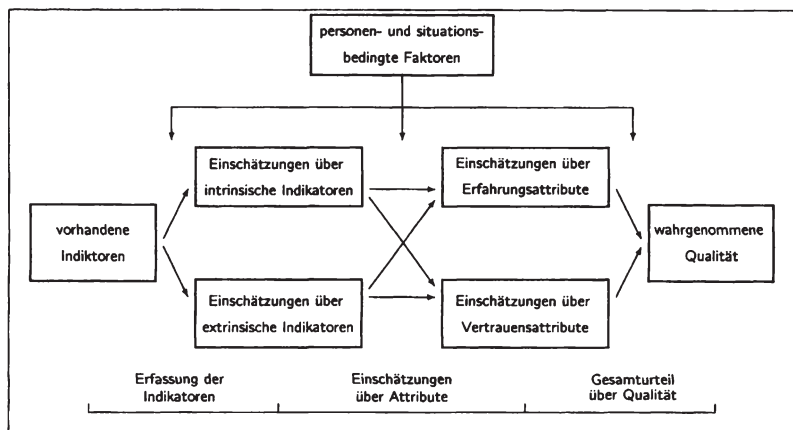 personen- und situations-
bedingte Faktoren
Einschätzungen über
intrinsische Indikatoren
Einschätzungen über
Erfahrungsattribute
vorhandene
Indiktoren
wahrgenommene
Qualität
Einschätzungen über
extrinsische Indikatoren
Einschätzungen über
Vertrauensattribute
Erfassung der
Indikatoren
Einschätzungen
über Attribute
Gesamturteil
über Qualität